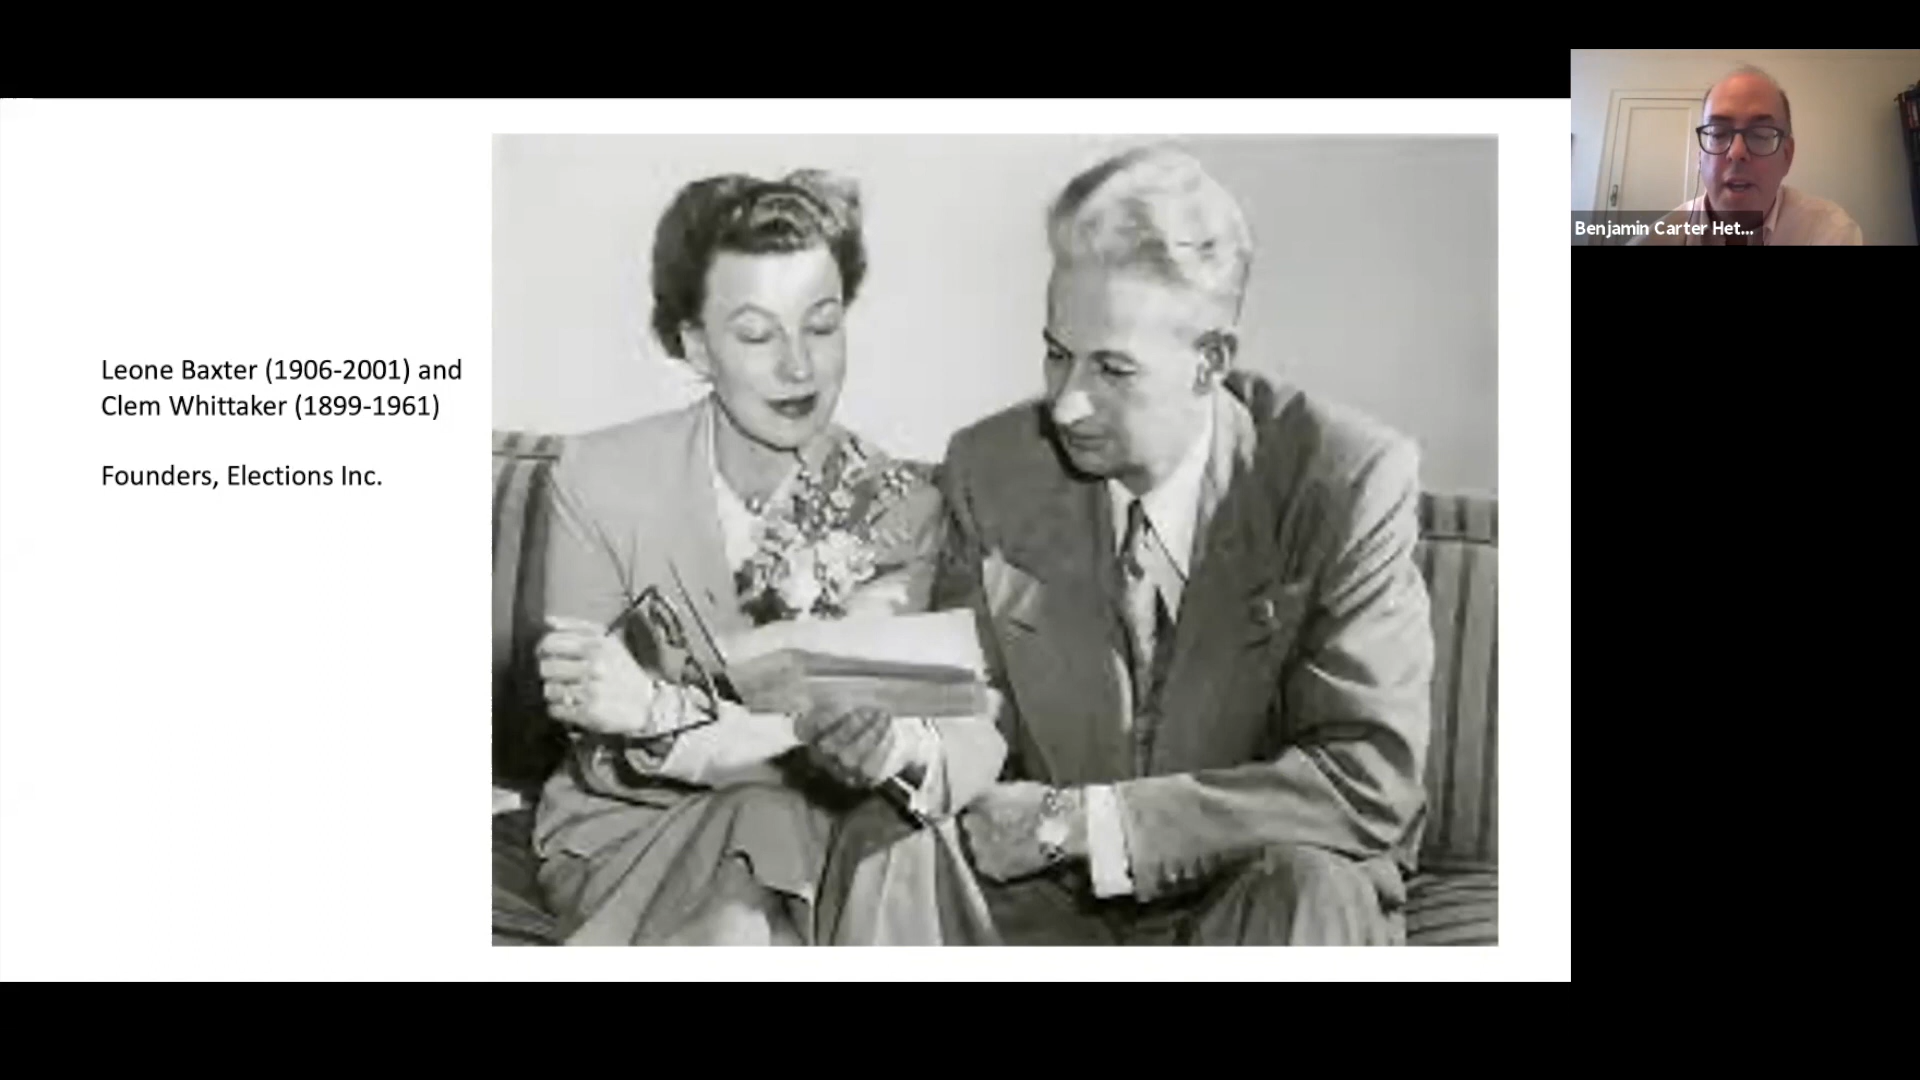 Leone Baxter (1906-2001) and
Clem Whittaker (1899-1961)
Founders, Elections Inc.
Benjamin Carter Het...